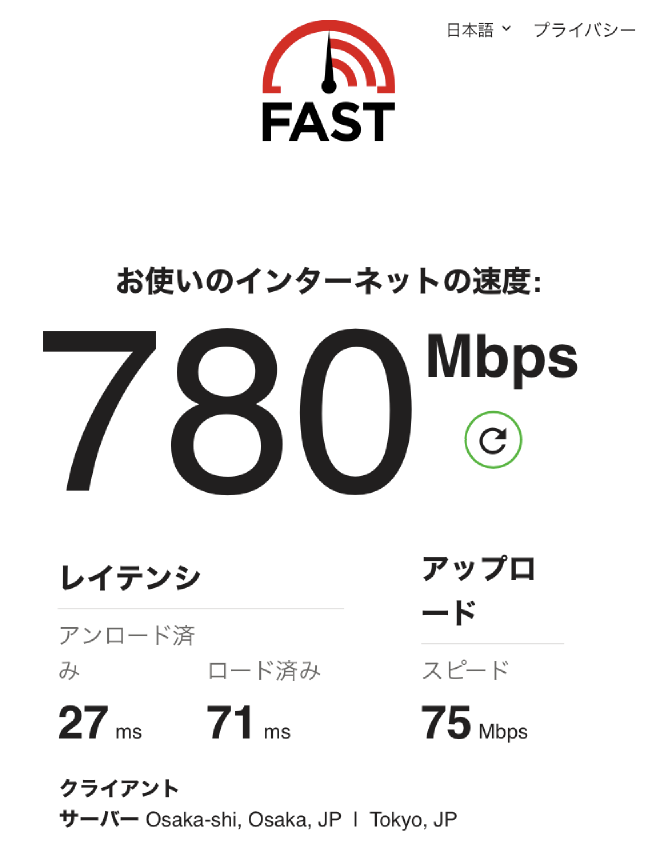 日本語 プライバシー
FAST
お使いのインターネットの速度:
780 Mbps
レイテンシ
アップロ
ード
アンロード済
み
ロード済み
スピード
27 ms
71 ms
75 Mbps
クライアント
サーバー Osaka-shi, Osaka, JP | Tokyo, JP